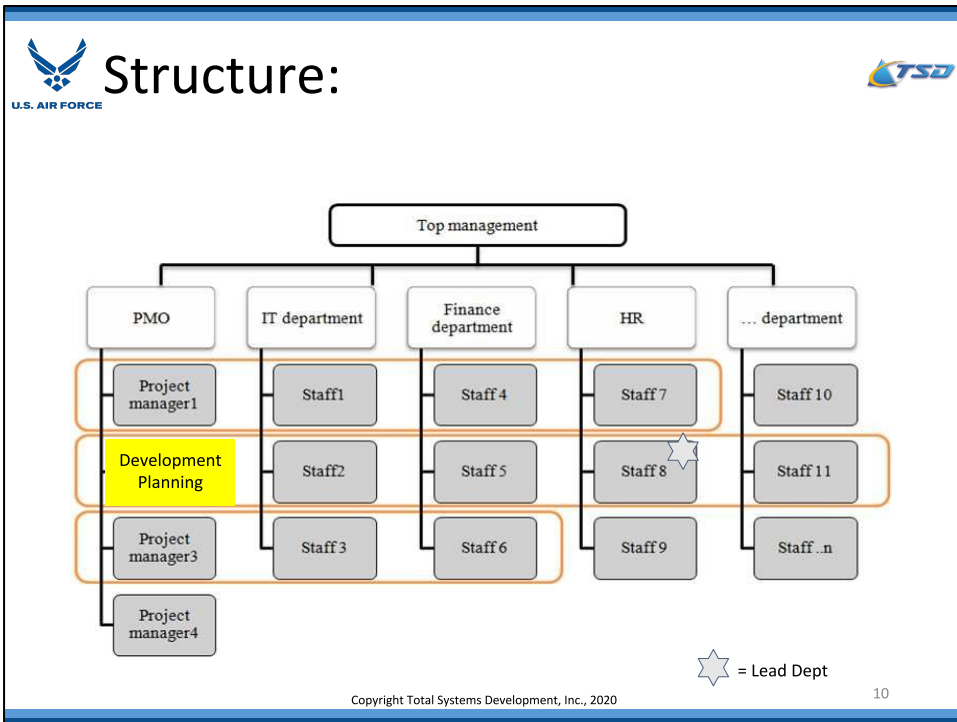 Structure:
U.S. AIR FORCE
TSD
Top management
PMO
IT department
Finance
department
HR
... department
Project
manager1
Staff1
Staff 4
Staff 7
Staff 10
Development
Planning
Staff2
Staff 5
Staff 8
Staff 11
Project
manager3
Staff 3
Staff 6
Staff 9
Staff ..n
Project
manager4
= Lead Dept
Copyright Total Systems Development, Inc., 2020
10